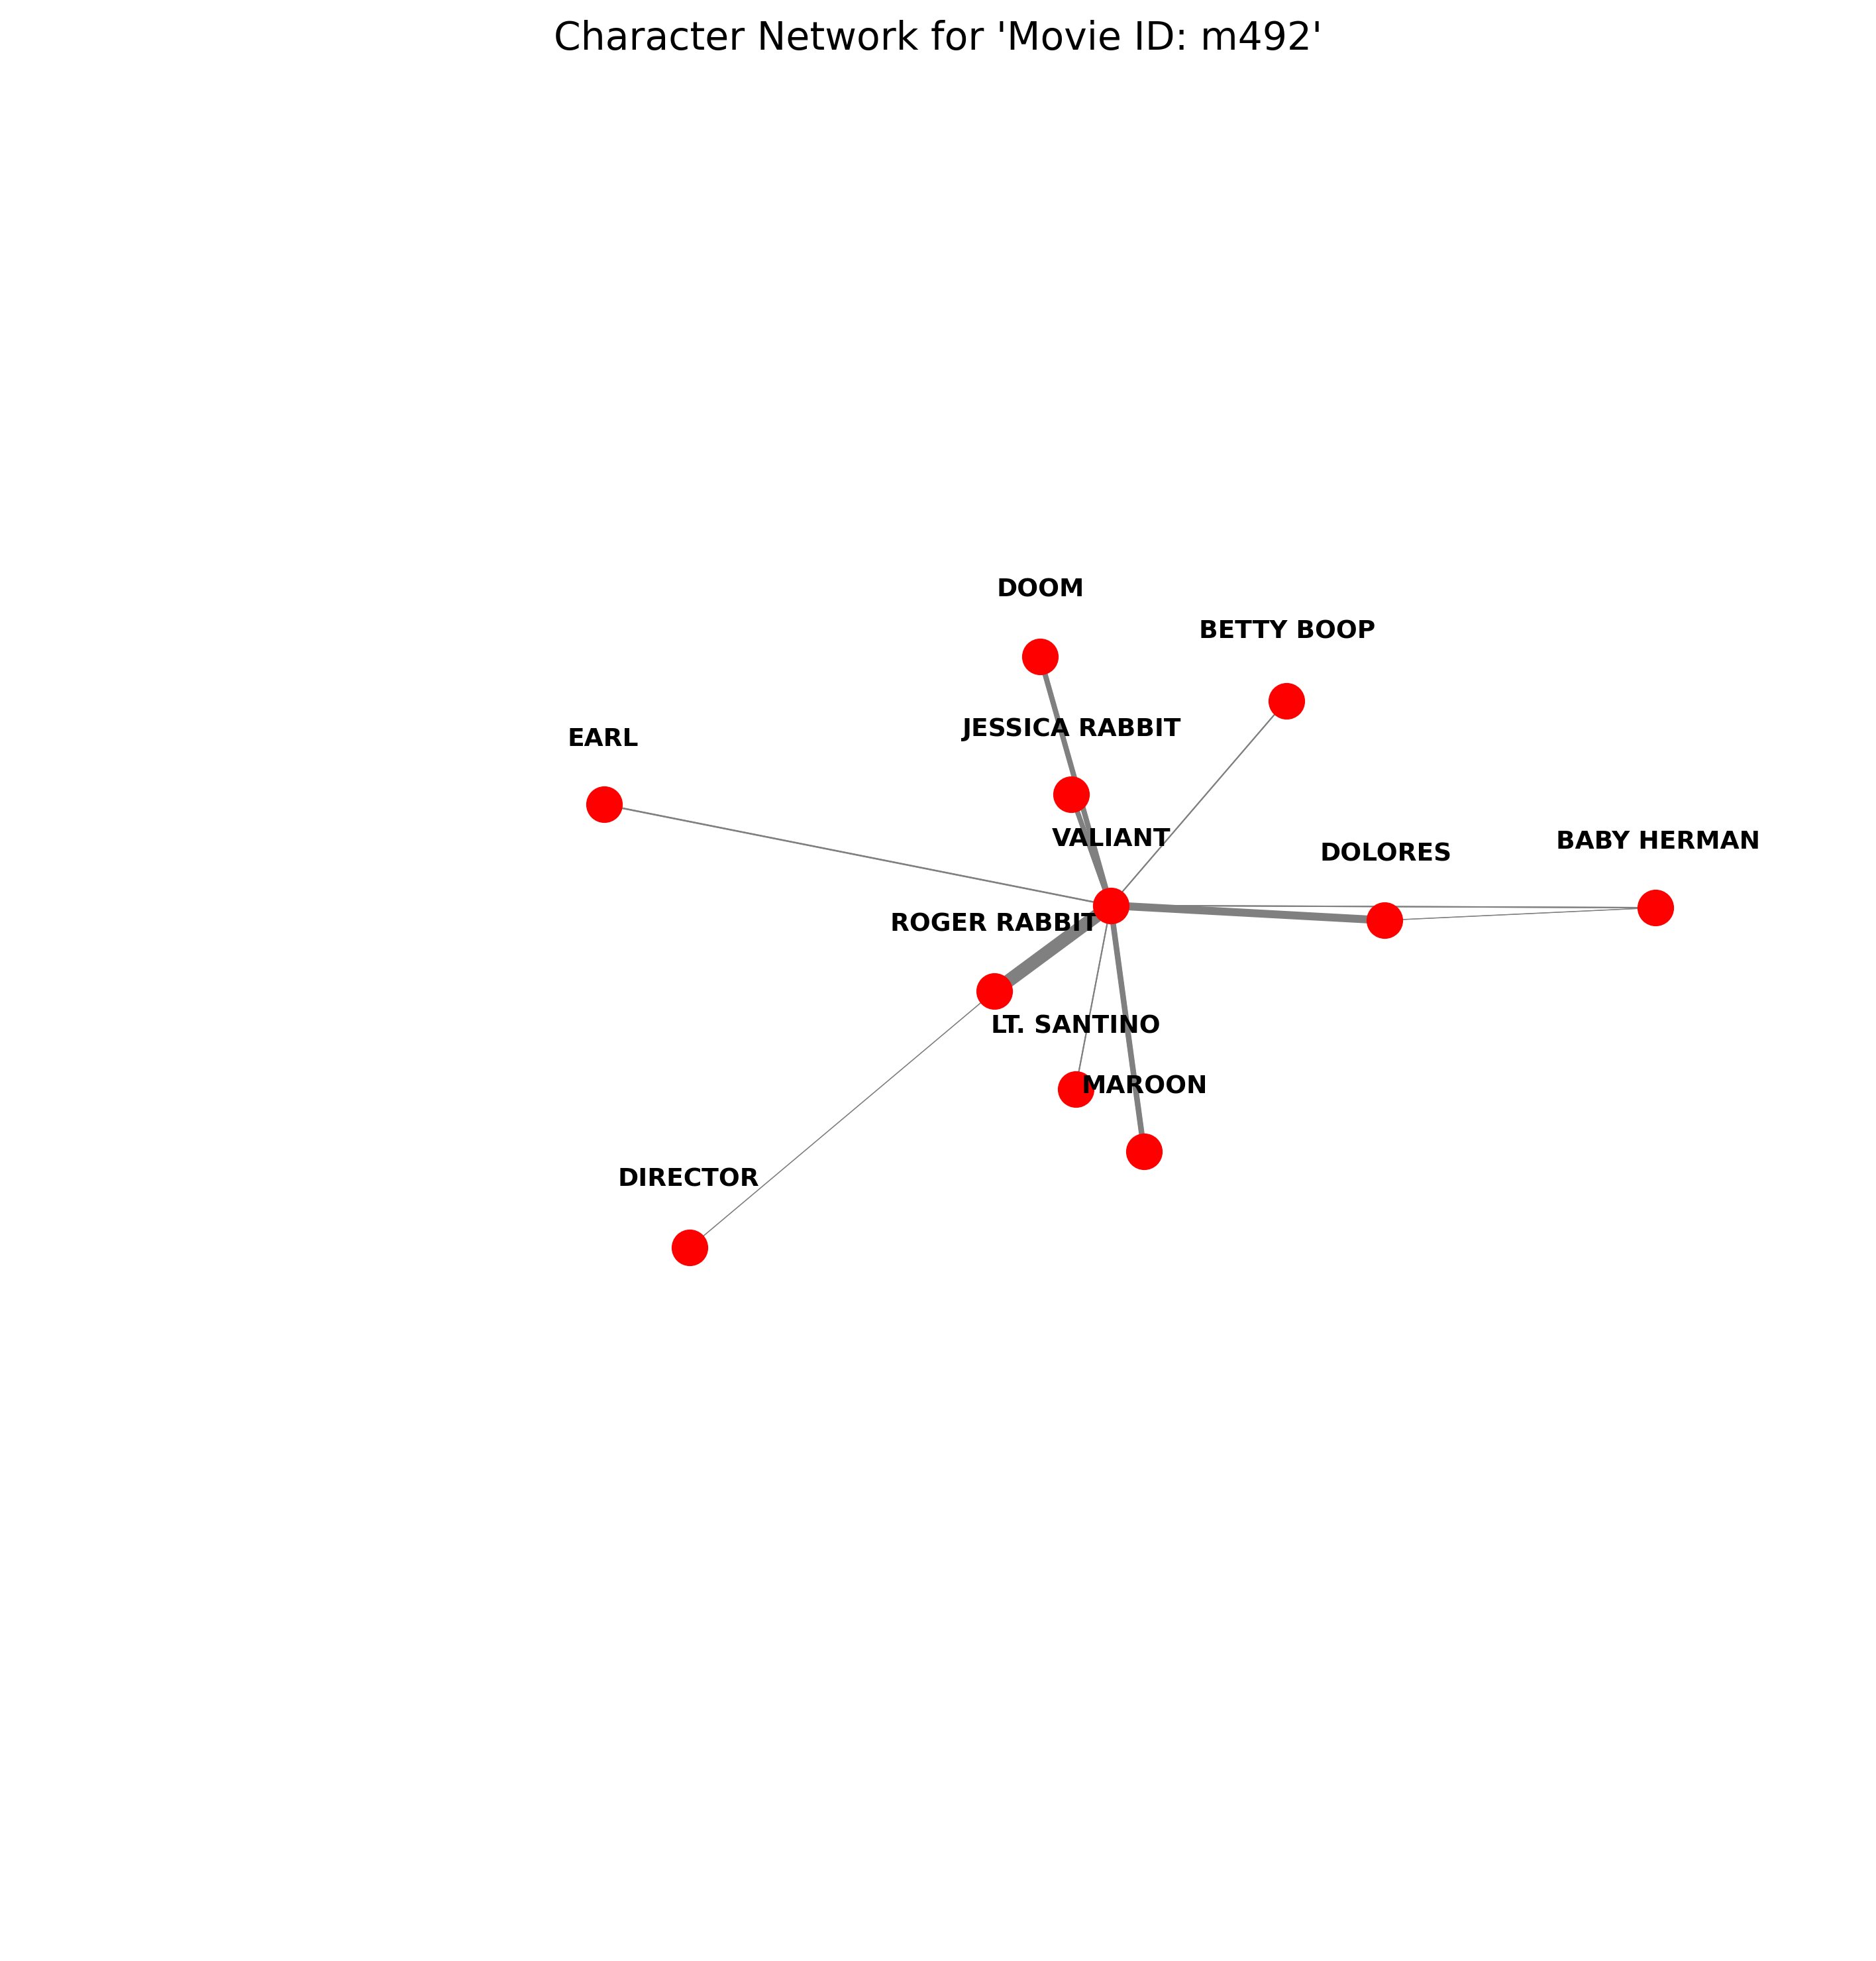 Character Network for 'Movie ID: m492'
DOOM
BETTY BOOP
JESSICA RABBIT
EARL
VALIANT
BABY HERMAN
DOLORES
ROGER RABBIT
LT. SANTINO
MAROON
DIRECTOR